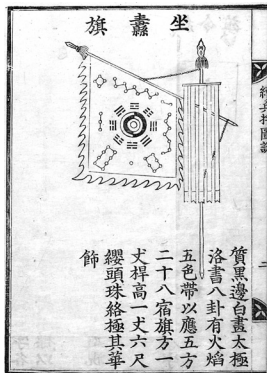 坐纛旗
質黑邊白畫太極
洛書八卦有火焰
五色帶以應五方
二十八宿旗方一
丈桿高一丈六尺
纓頭珠絡極其華
飾